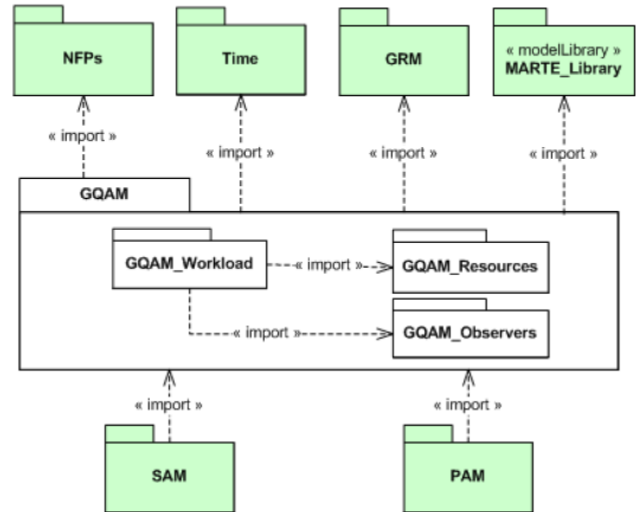 NFPs
Time
GRM
« modelLibrary »
MARTE_Library
« import »
« import »
« import »
« import »
GQAM
GQAM_Workload
« import »
GQAM_Resources
« import »
GQAM_Observers
« import »
« import »
SAM
PAM